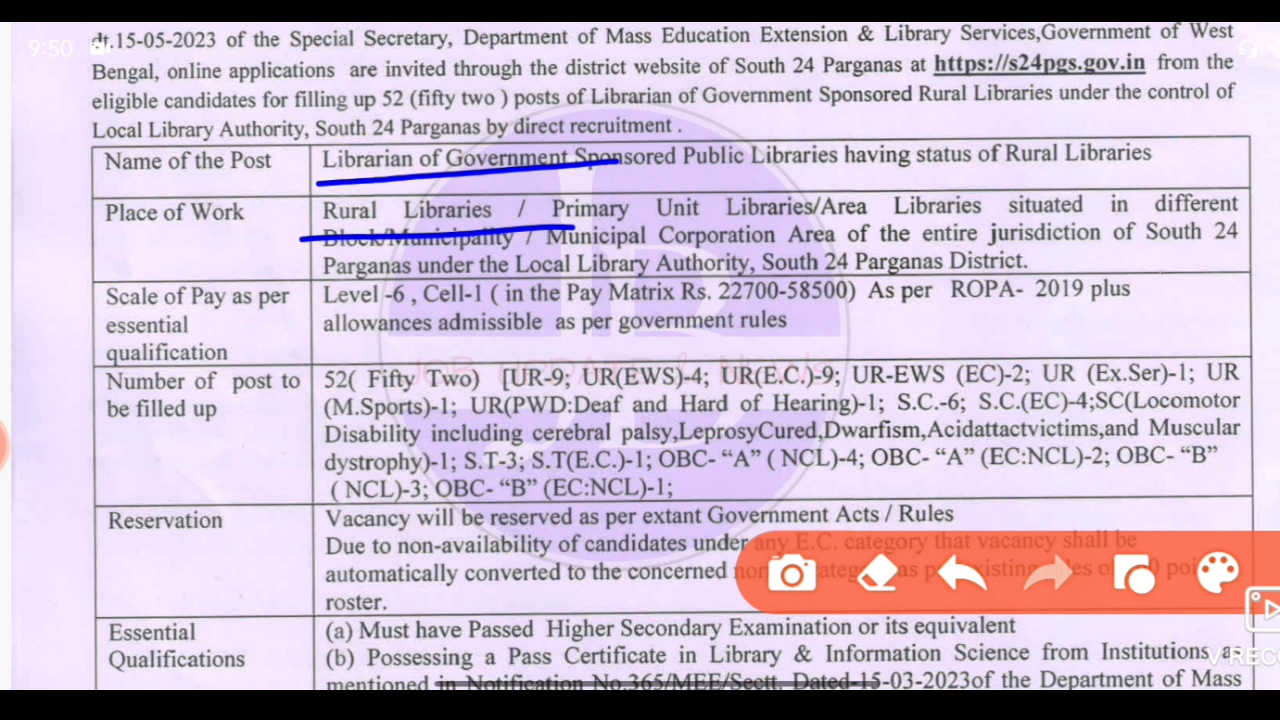 9:50
dt.15-05-2023 of the Special Secretary, Department of Mass Education Extension & Library Services,Government of West
Bengal, online applications are invited through the district website of South 24 Parganas at https://s24pgs.gov.in from the
eligible candidates for filling up 52 (fifty two ) posts of Librarian of Government Sponsored Rural Libraries under the control of
Local Library Authority, South 24 Parganas by direct recruitment .
Name of the Post Librarian of Government Sponsored Public Libraries having status of Rural Libraries
Place of Work Rural Libraries / Primary Unit Libraries/Area Libraries situated in different
Block/Municipality / Municipal Corporation Area of the entire jurisdiction of South 24
Parganas under the Local Library Authority, South 24 Parganas District.
Scale of Pay as per Level -6 , Cell-1 ( in the Pay Matrix Rs. 22700-58500) As per ROPA- 2019 plus
essential allowances admissible as per government rules
qualification
JOB UPDATE & News
Number of post to 52( Fifty Two) [UR-9; UR(EWS)-4; UR(E.C.)-9; UR-EWS (EC)-2; UR (Ex.Ser)-1; UR
be filled up (M.Sports)-1; UR(PWD:Deaf and Hard of Hearing)-1; S.C.-6; S.C.(EC)-4;SC(Locomotor
Disability including cerebral palsy,LeprosyCured,Dwarfism,Acidattactvictims,and Muscular
dystrophy)-1; S.T-3; S.T(E.C.)-1; OBC- “A” ( NCL)-4; OBC- “A” (EC:NCL)-2; OBC- “B”
( NCL)-3; OBC- “B” (EC:NCL)-1;
Reservation Vacancy will be reserved as per extant Government Acts / Rules
Due to non-availability of candidates under any E.C. category that vacancy shall be
automatically converted to the concerned
roster.
Essential (a) Must have Passed Higher Secondary Examination or its equivalent
Qualifications (b) Possessing a Pass Certificate in Library & Information Science from Institutions
mentioned in Notification No.365/MEE/Sectt. Dated-15-03-2023of the Department of Mass